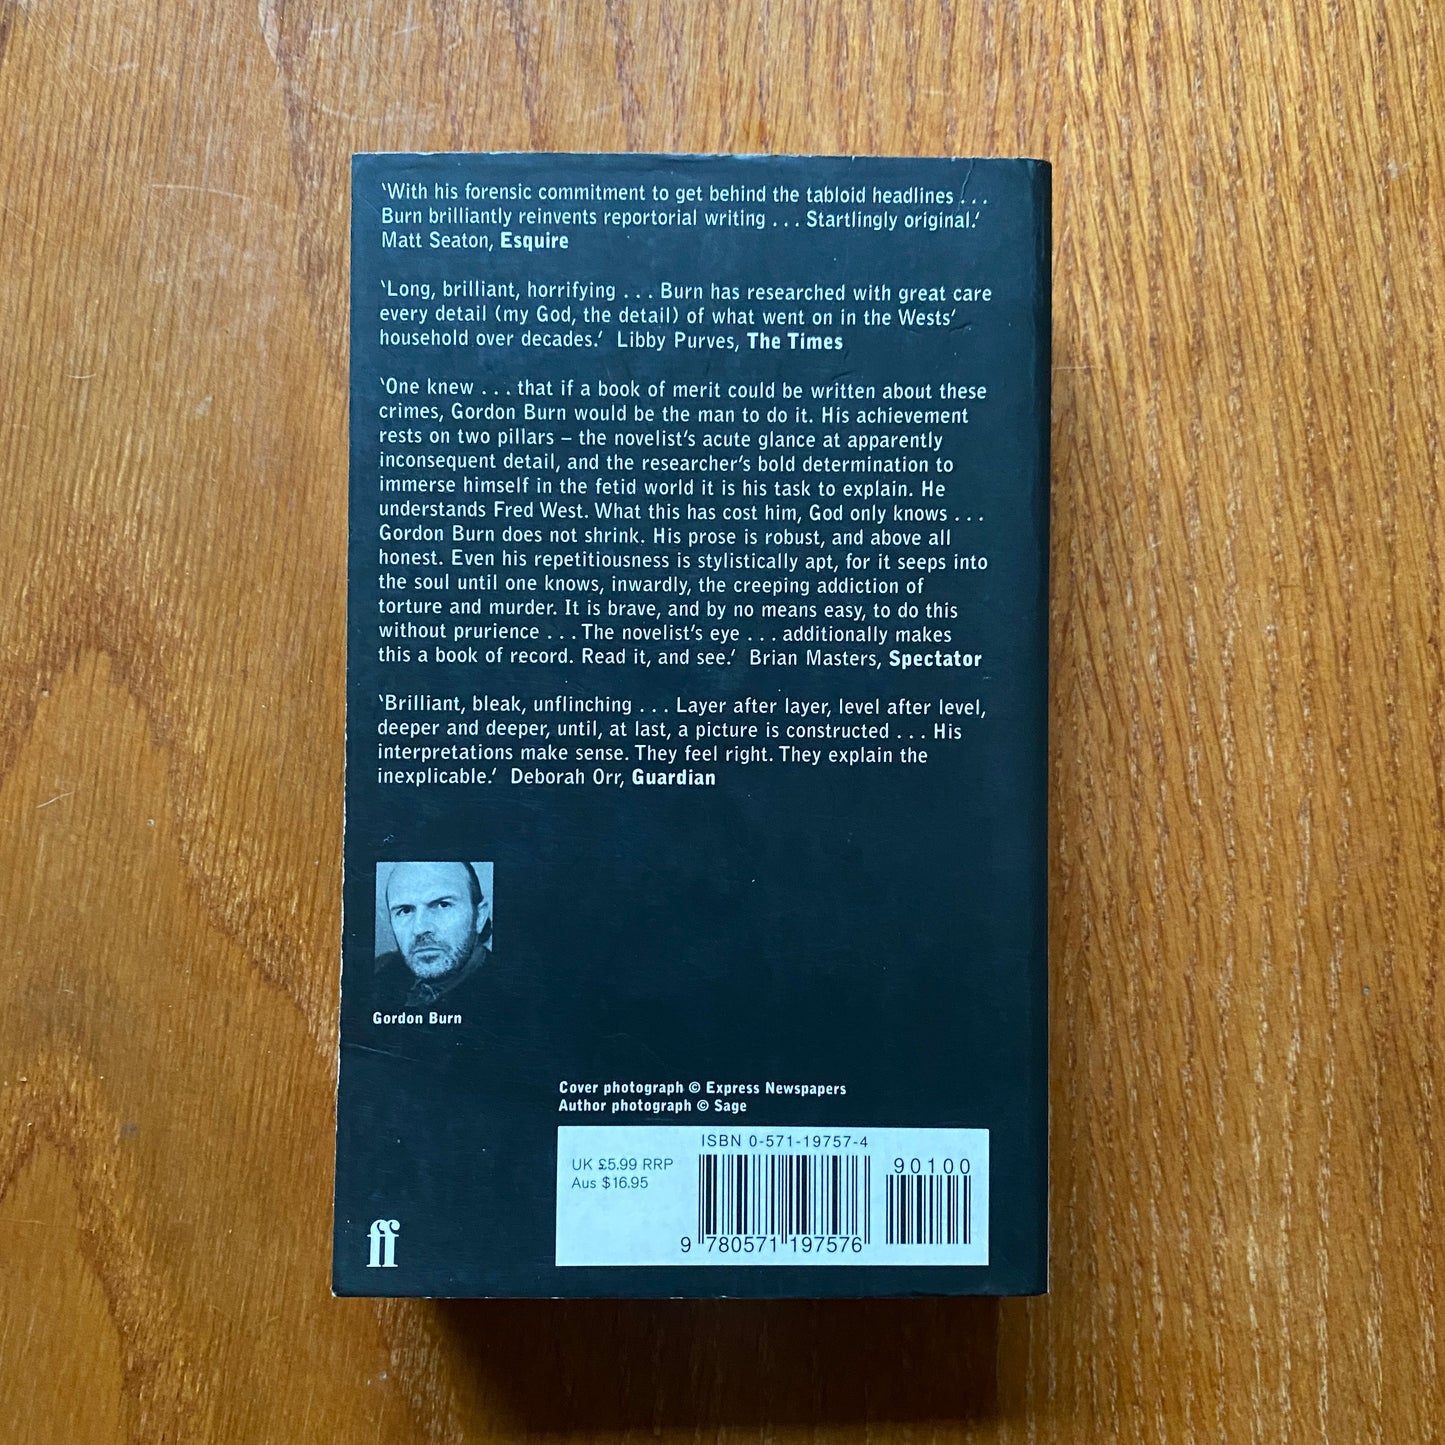 ‘With his forensic commitment to get behind the tabloid headlines . . .
Burn brilliantly reinvents reportorial writing . . . Startlingly original.’
Matt Seaton, Esquire
‘Long, brilliant, horrifying . . . Burn has researched with great care
every detail (my God, the detail) of what went on in the Wests’
household over decades.’ Libby Purves, The Times
‘One knew . . . that if a book of merit could be written about these
crimes, Gordon Burn would be the man to do it. His achievement
rests on two pillars – the novelist’s acute glance at apparently
inconsequent detail, and the researcher’s bold determination to
immerse himself in the fetid world it is his task to explain. He
understands Fred West. What this has cost him, God only knows . . .
Gordon Burn does not shrink. His prose is robust, and above all
honest. Even his repetitiousness is stylistically apt, for it seeps into
the soul until one knows, inwardly, the creeping addiction of
torture and murder. It is brave, and by no means easy, to do this
without prurience . . . The novelist’s eye . . . additionally makes
this a book of record. Read it, and see.’ Brian Masters, Spectator
‘Brilliant, bleak, unflinching . . . Layer after layer, level after level,
deeper and deeper, until, at last, a picture is constructed . . . His
interpretations make sense. They feel right. They explain the
inexplicable.’ Deborah Orr, Guardian
Gordon Burn
Cover photograph © Express Newspapers
Author photograph © Sage
ISBN 0-571-19757-4
UK £5.99 RRP
Aus $16.95
90100
9 780571 197576
ff